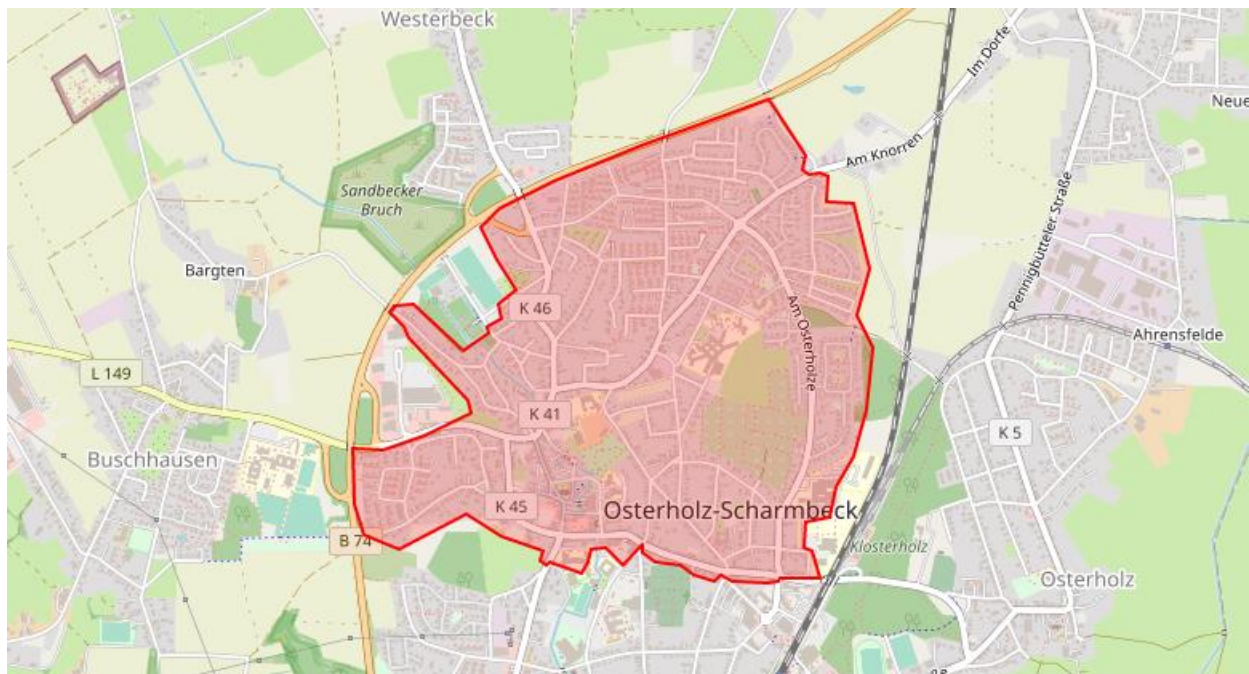 Westerbeck
Im Dorfe
Neue
Am Knorren
Sandbecker
Bruch
Pennigbütteler Straße
Bargten
K 46
Am Osterholze
Ahrensfelde
L 149
K 41
K 5
Buschhausen
K 45
Osterholz-Scharmbeck
B 74
Klosterholz
Osterholz
ße